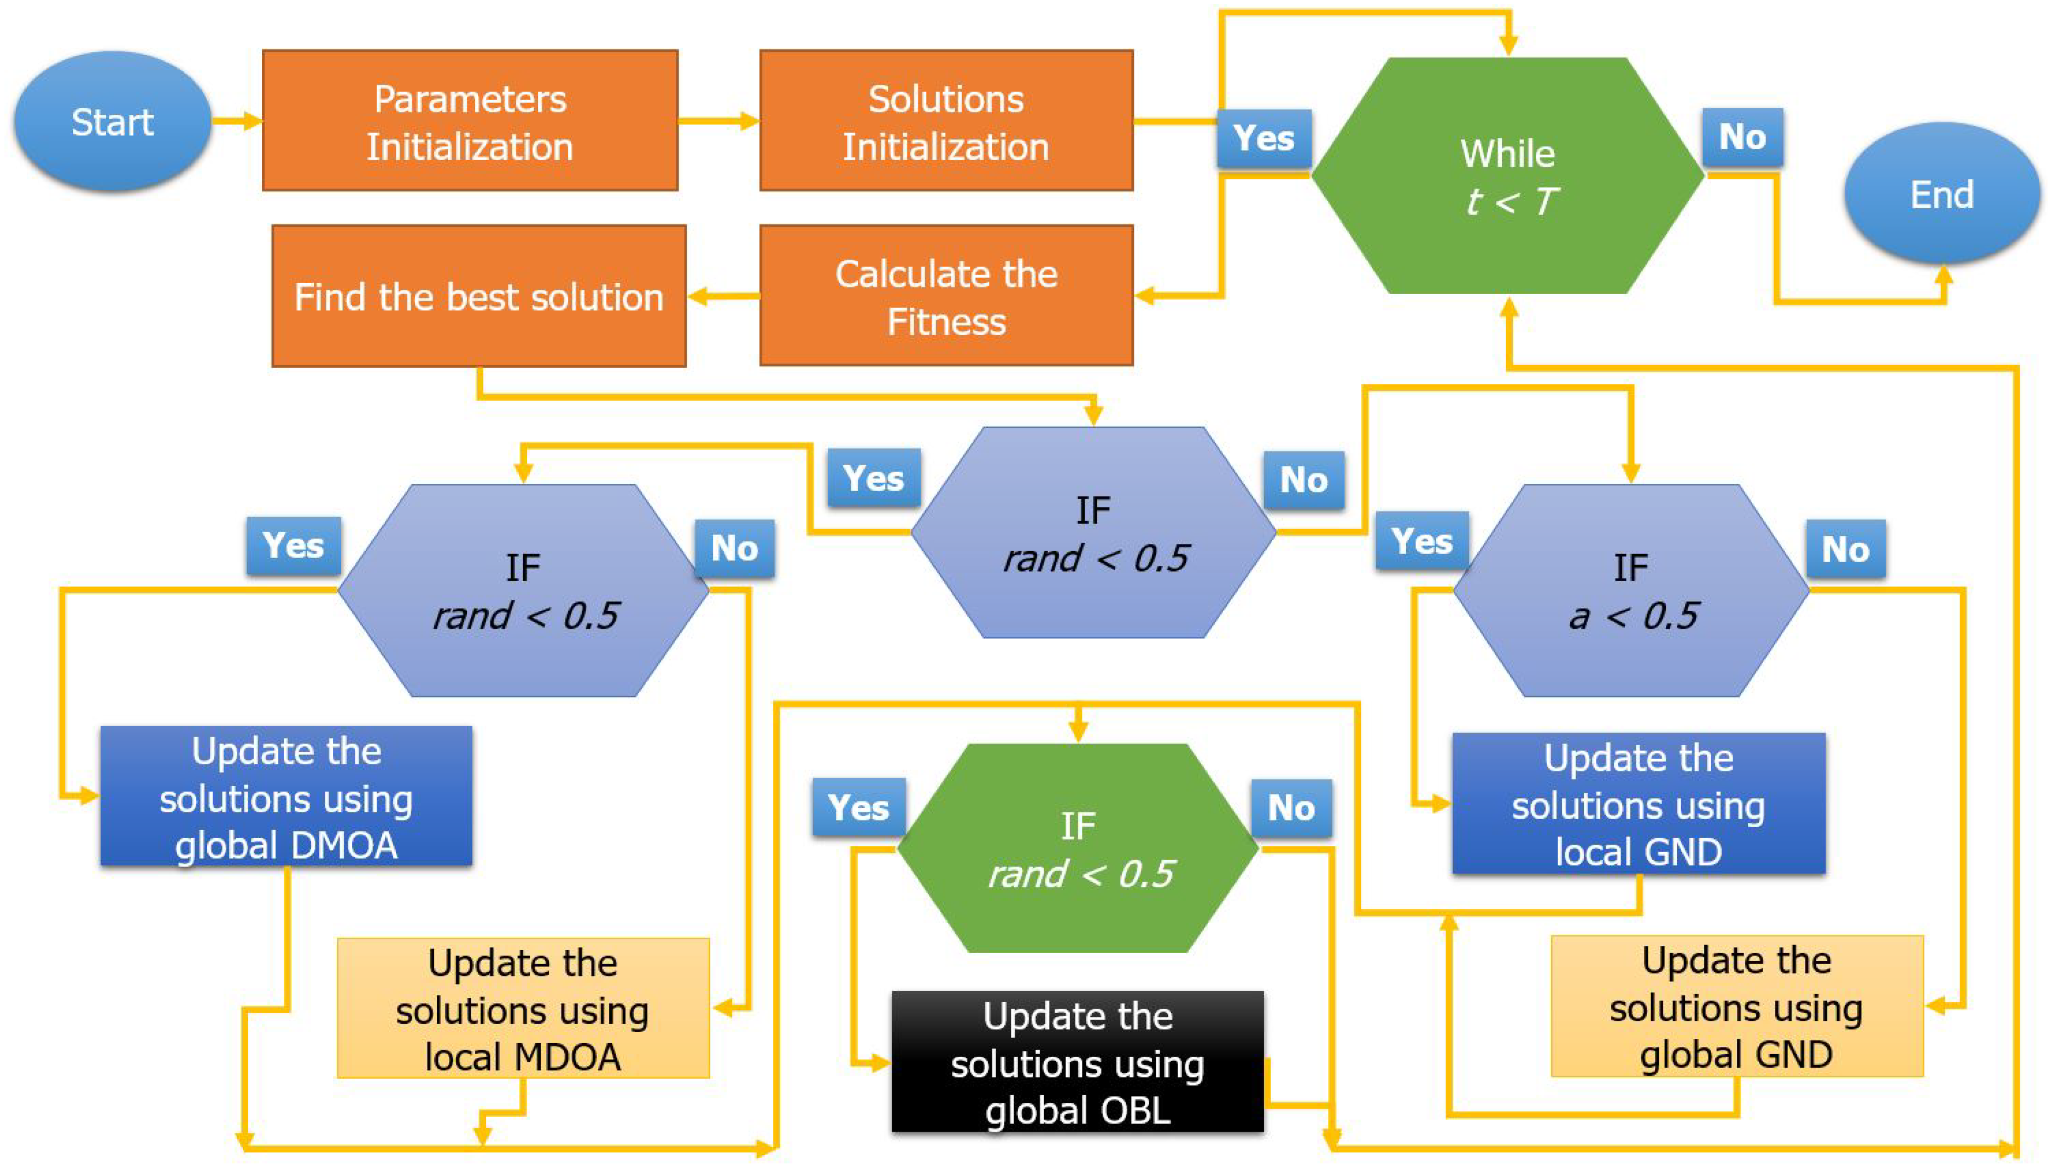 Start
Parameters
Initialization
Solutions
Initialization
Yes
While
t < T
No
End
Find the best solution
Calculate the
Fitness
Yes
IF
rand < 0.5
No
Yes
IF
rand < 0.5
No
Yes
IF
a < 0.5
No
Update the
solutions using
global DMOA
Update the
solutions using
local MDOA
Yes
IF
rand < 0.5
No
Update the
solutions using
global OBL
Update the
solutions using
local GND
Update the
solutions using
global GND